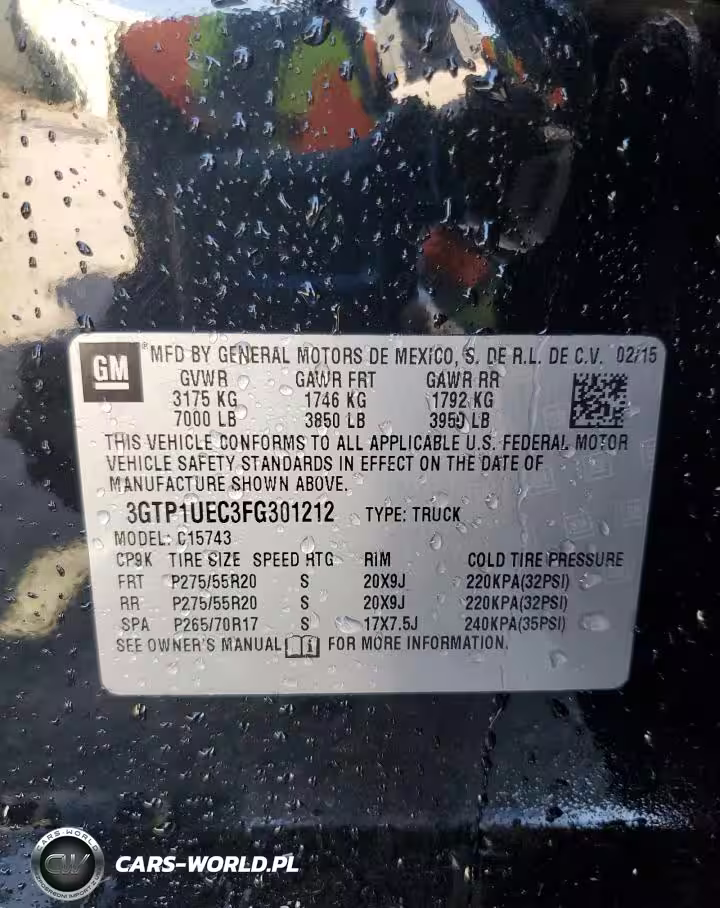 GM ® MFD BY GENERAL MOTORS DE MEXICO, S. DE R.L. DE C.V. 02/15
GVWR GAWR FRT GAWR RR
3175 KG 1746 KG 1792 KG
7000 LB 3850 LB 3950 LB
THIS VEHICLE CONFORMS TO ALL APPLICABLE U.S. FEDERAL MOTOR
VEHICLE SAFETY STANDARDS IN EFFECT ON THE DATE OF
MANUFACTURE SHOWN ABOVE.
3GTP1UEC3FG301212 TYPE: TRUCK
MODEL: C15743
CP9K TIRE SIZE SPEED RTG RIM COLD TIRE PRESSURE
FRT P275/55R20 S 20X9J 220KPA(32PSI)
RR P275/55R20 S 20X9J 220KPA(32PSI)
SPA P265/70R17 S 17X7.5J 240KPA(35PSI)
SEE OWNER'S MANUAL FOR MORE INFORMATION.
CARS-WORLD.PL
CW
CARS-WORLD.PL